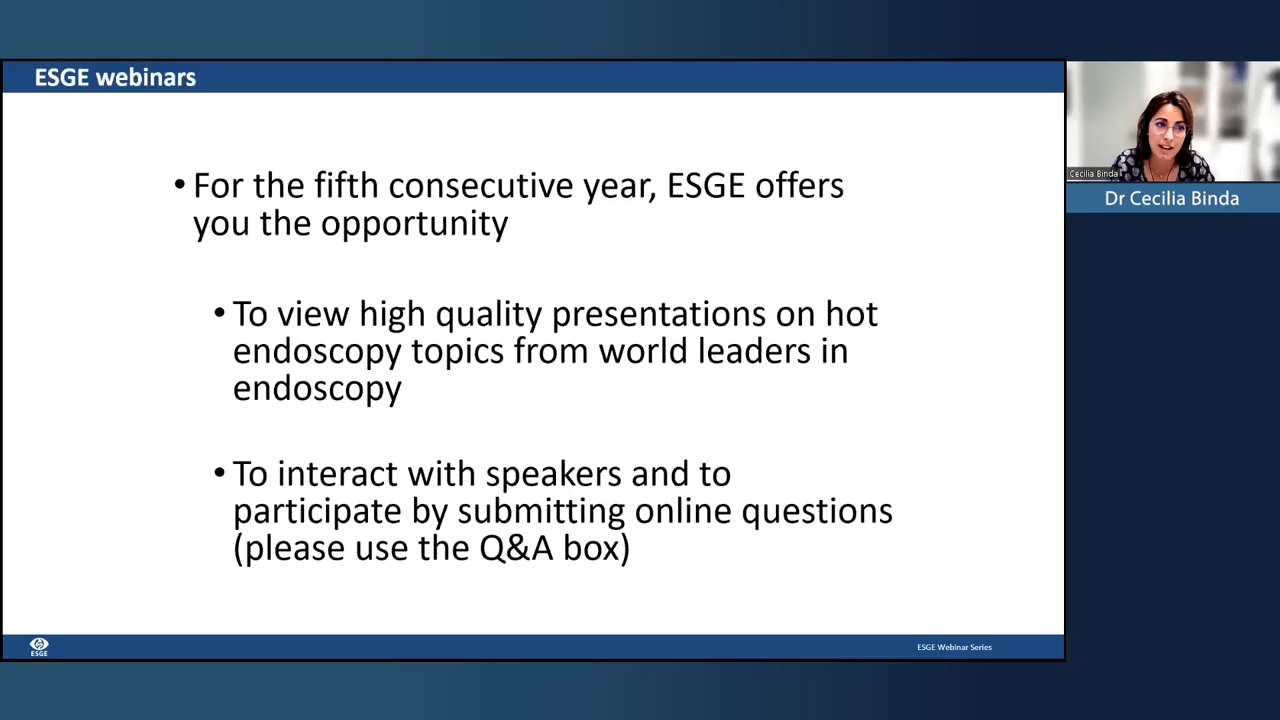 ESGE webinars
• For the fifth consecutive year, ESGE offers
you the opportunity
• To view high quality presentations on hot
endoscopy topics from world leaders in
endoscopy
• To interact with speakers and to
participate by submitting online questions
(please use the Q&A box)
ESGE
ESGE Webinar Series
Cecilia Binda
Dr Cecilia Binda